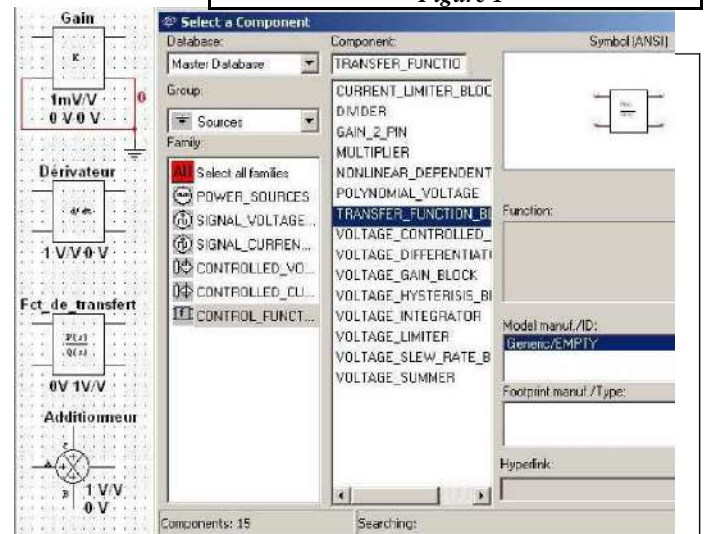 Figure 1
Gain
K
1mV/V
0
0 V 0 V
Dérivateur
1 V/V 0 V
Fct_de_transfert
P(s)
Q(s)
0V 1V/V
Additionneur
C
A
B
1 V/V
0 V
Select a Component
Database:
Master Database
Group:
Sources
Family:
All Select all families
POWER_SOURCES
SIGNAL_VOLTAGE...
SIGNAL_CURREN...
CONTROLLED_VO...
CONTROLLED_CU...
CONTROL_FUNCT...
Component:
TRANSFER_FUNCTIO
CURRENT_LIMITER_BLOC
DIVIDER
GAIN_2_PIN
MULTIPLIER
NONLINEAR_DEPENDENT
POLYNOMIAL_VOLTAGE
TRANSFER_FUNCTION_BL
VOLTAGE_CONTROLLED_
VOLTAGE_DIFFERENTIATI
VOLTAGE_GAIN_BLOCK
VOLTAGE_HYSTERISIS_BL
VOLTAGE_INTEGRATOR
VOLTAGE_LIMITER
VOLTAGE_SLEW_RATE_B
VOLTAGE_SUMMER
Symbol (ANSI)
Function:
Model manuf./ID:
Generic/EMPTY
Footprint manuf./Type:
Hyperlink:
Components: 15
Searching: